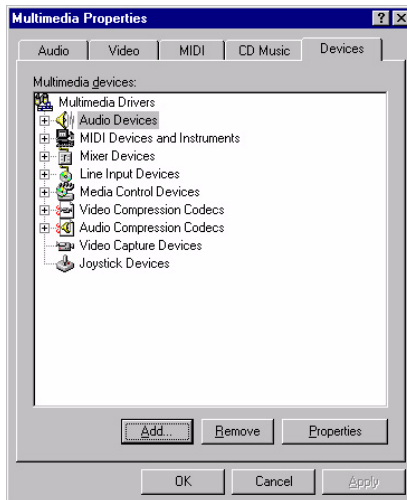 Multimedia Properties
Audio
Video
MIDI
CD Music
Devices
Multimedia devices:
Multimedia Drivers
Audio Devices
MIDI Devices and Instruments
Mixer Devices
Line Input Devices
Media Control Devices
Video Compression Codecs
Audio Compression Codecs
Video Capture Devices
Joystick Devices
Add...
Remove
Properties
OK
Cancel
Apply